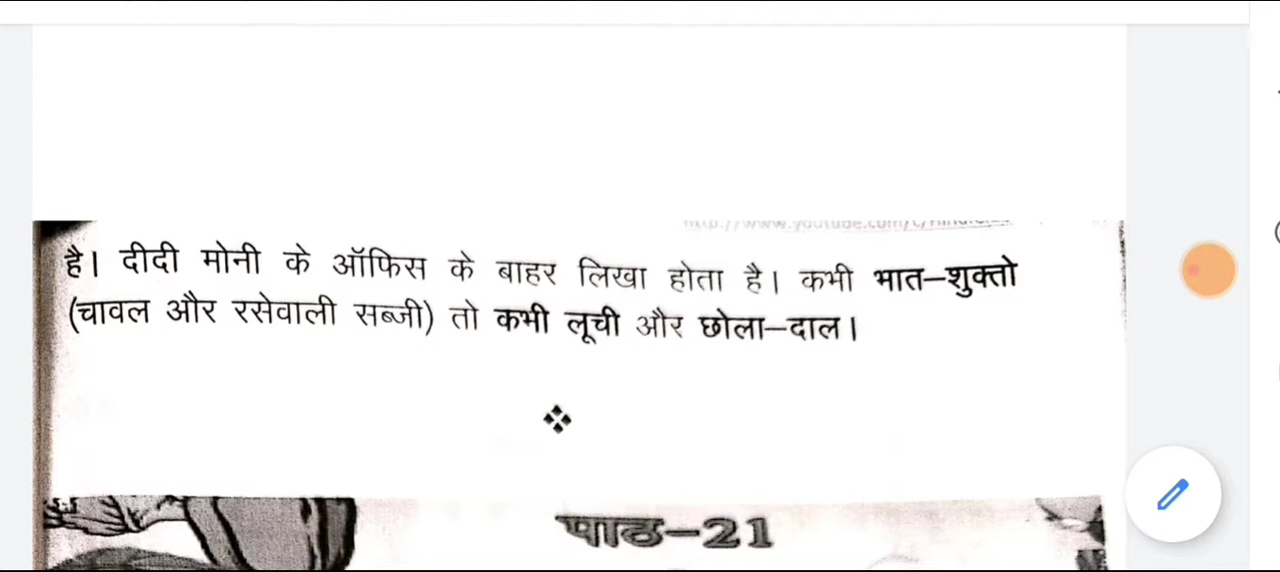 है। दीदी मोनी के ऑफिस के बाहर लिखा होता है। कभी भात–शुक्तो
(चावल और रसेवाली सब्जी) तो कभी लूची और छोला–दाल।
पाठ–21